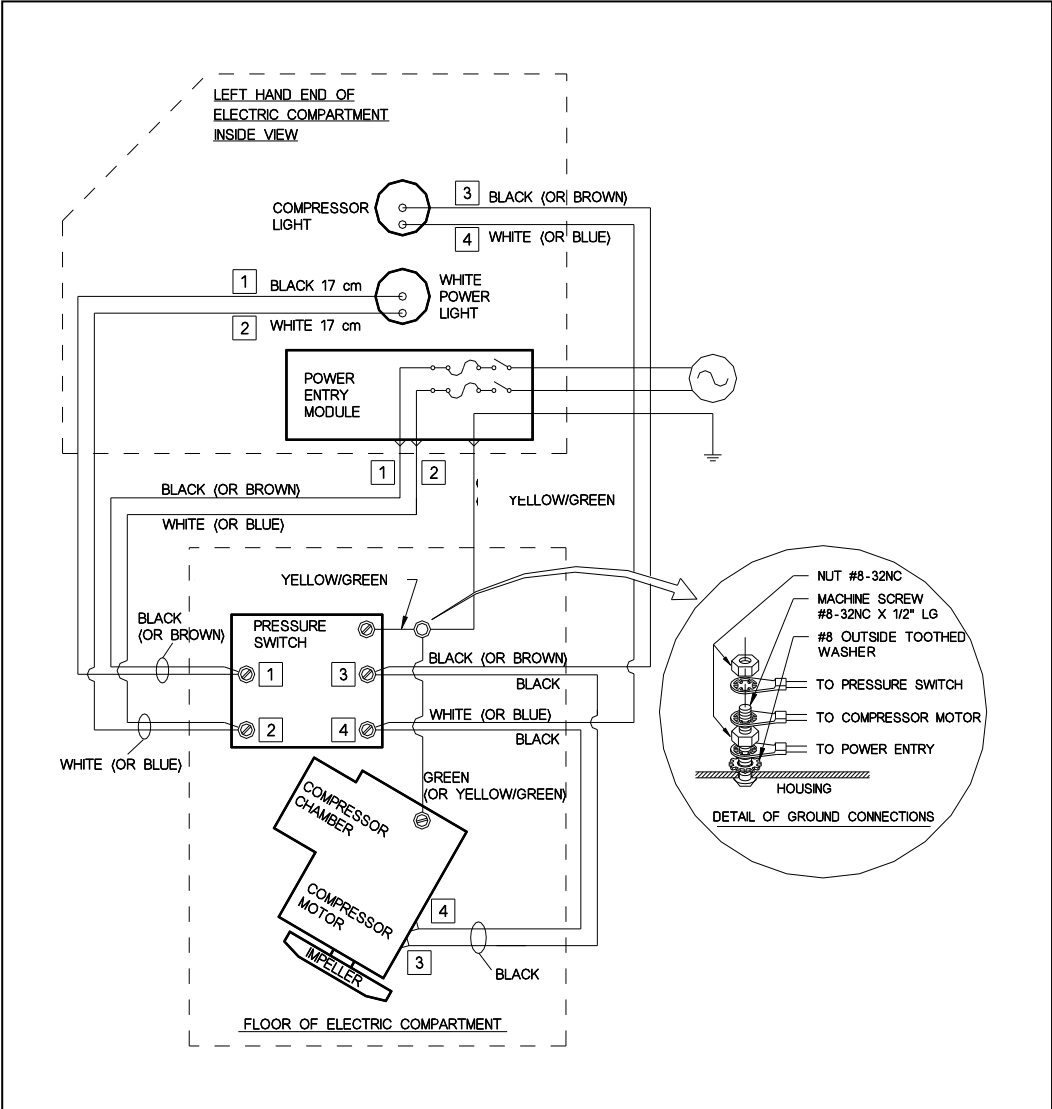 LEFT HAND END OF
ELECTRIC COMPARTMENT
INSIDE VIEW
COMPRESSOR
LIGHT
3
BLACK (OR BROWN)
4
WHITE (OR BLUE)
1
BLACK 17 cm
2
WHITE 17 cm
WHITE
POWER
LIGHT
POWER
ENTRY
MODULE
1
2
BLACK (OR BROWN)
WHITE (OR BLUE)
YELLOW/GREEN
YELLOW/GREEN
BLACK
(OR BROWN)
PRESSURE
SWITCH
1
3
2
4
BLACK (OR BROWN)
BLACK
WHITE (OR BLUE)
BLACK
WHITE (OR BLUE)
GREEN
(OR YELLOW/GREEN)
COMPRESSOR
CHAMBER
COMPRESSOR
MOTOR
IMPELLER
4
3
BLACK
FLOOR OF ELECTRIC COMPARTMENT
NUT #8-32NC
MACHINE SCREW
#8-32NC X 1/2" LG
#8 OUTSIDE TOOTHED
WASHER
TO PRESSURE SWITCH
TO COMPRESSOR MOTOR
TO POWER ENTRY
HOUSING
DETAIL OF GROUND CONNECTIONS